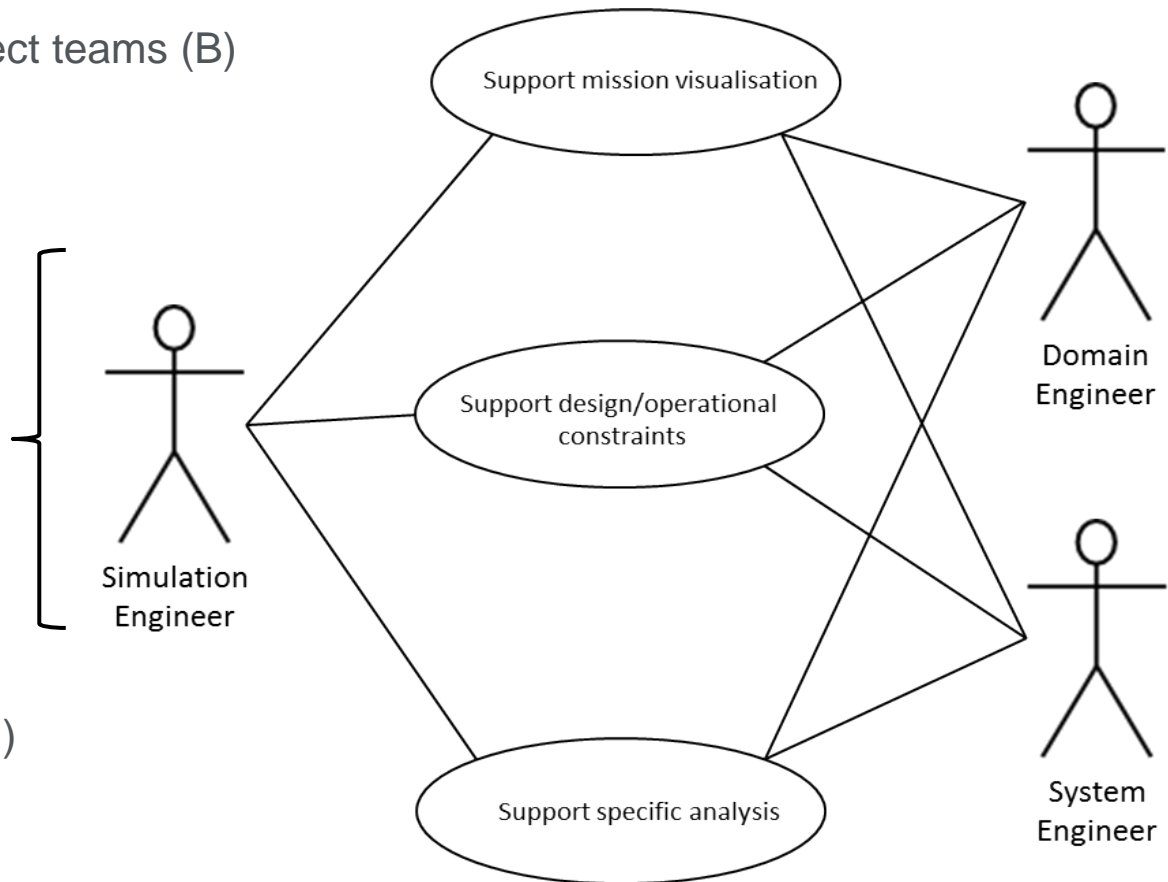 ect teams (B)
Support mission visualisation
Domain
Engineer
Support design/operational
constraints
Simulation
Engineer
)
Support specific analysis
System
Engineer